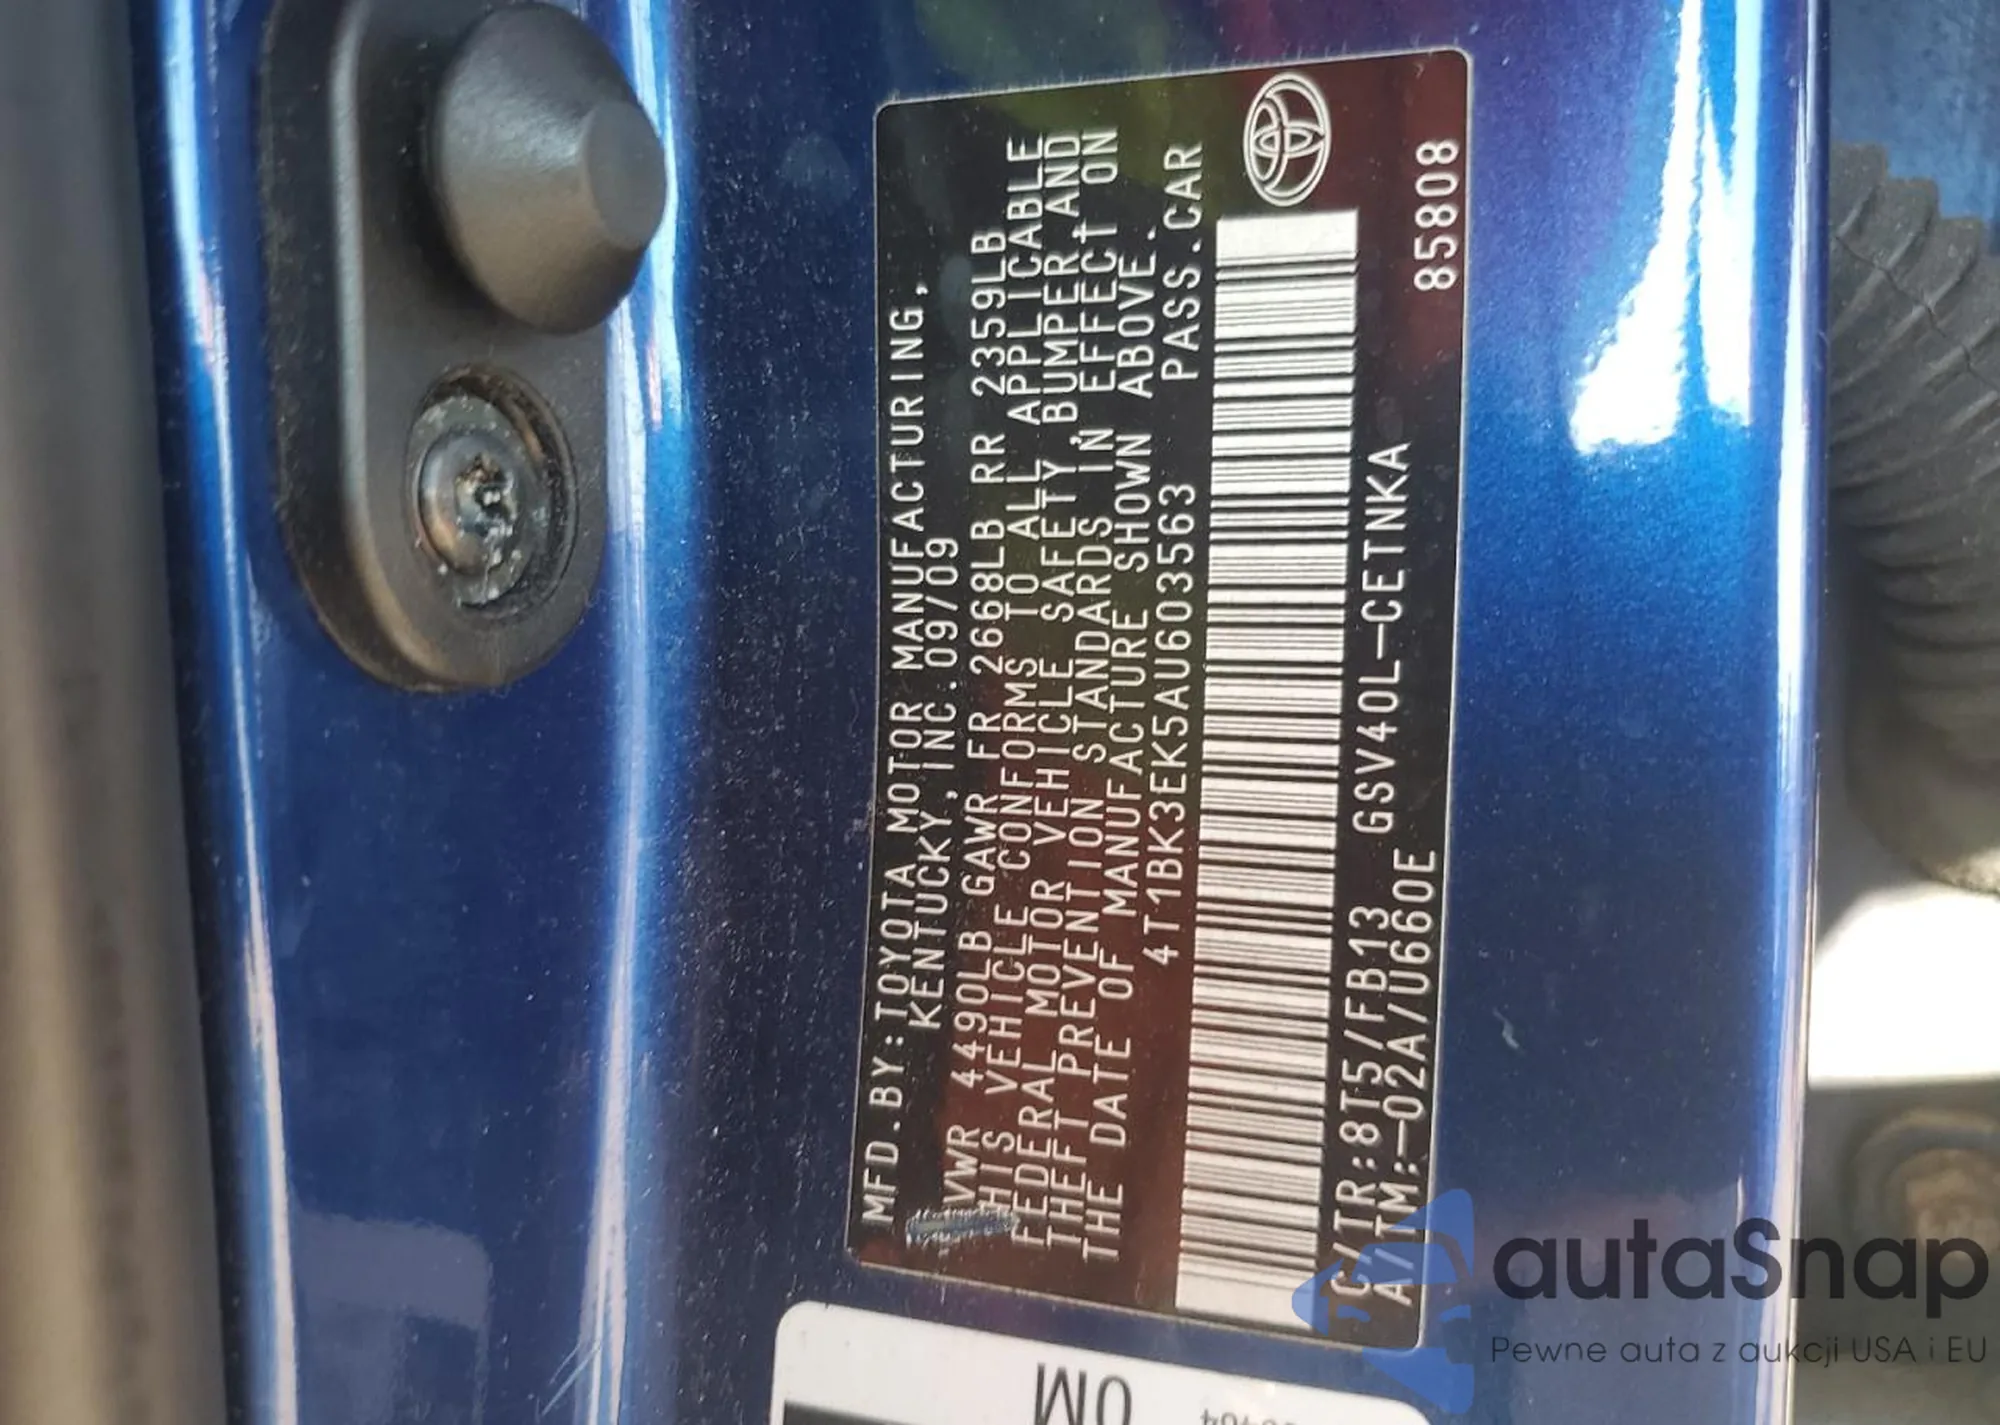 MFD.BY:TOYOTA MOTOR MANUFACTURING,
KENTUCKY,INC.09/09
GVWR 4490LB GAWR FR 2668LB RR 2359LB
THIS VEHICLE CONFORMS TO ALL APPLICABLE
FEDERAL MOTOR VEHICLE SAFETY,BUMPER,AND
THEFT PREVENTION STANDARDS IN EFFECT ON
THE DATE OF MANUFACTURE SHOWN ABOVE.
4T1BK3EK5AU603563 PASS.CAR
C/TR:8T5/FB13 GSV40L-CETNKA
A/TM:-02A/U660E
85808
autaSnap
Pewne auta z aukcji USA i EU